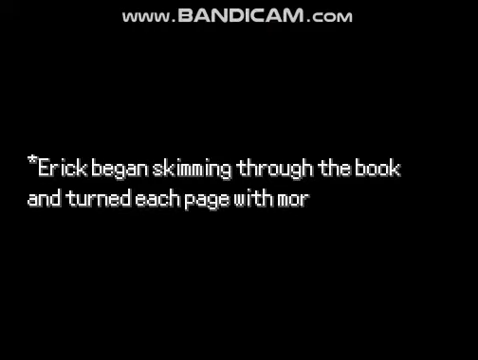 www.BANDICAM.com
*Erick began skimming through the book
and turned each page with mor